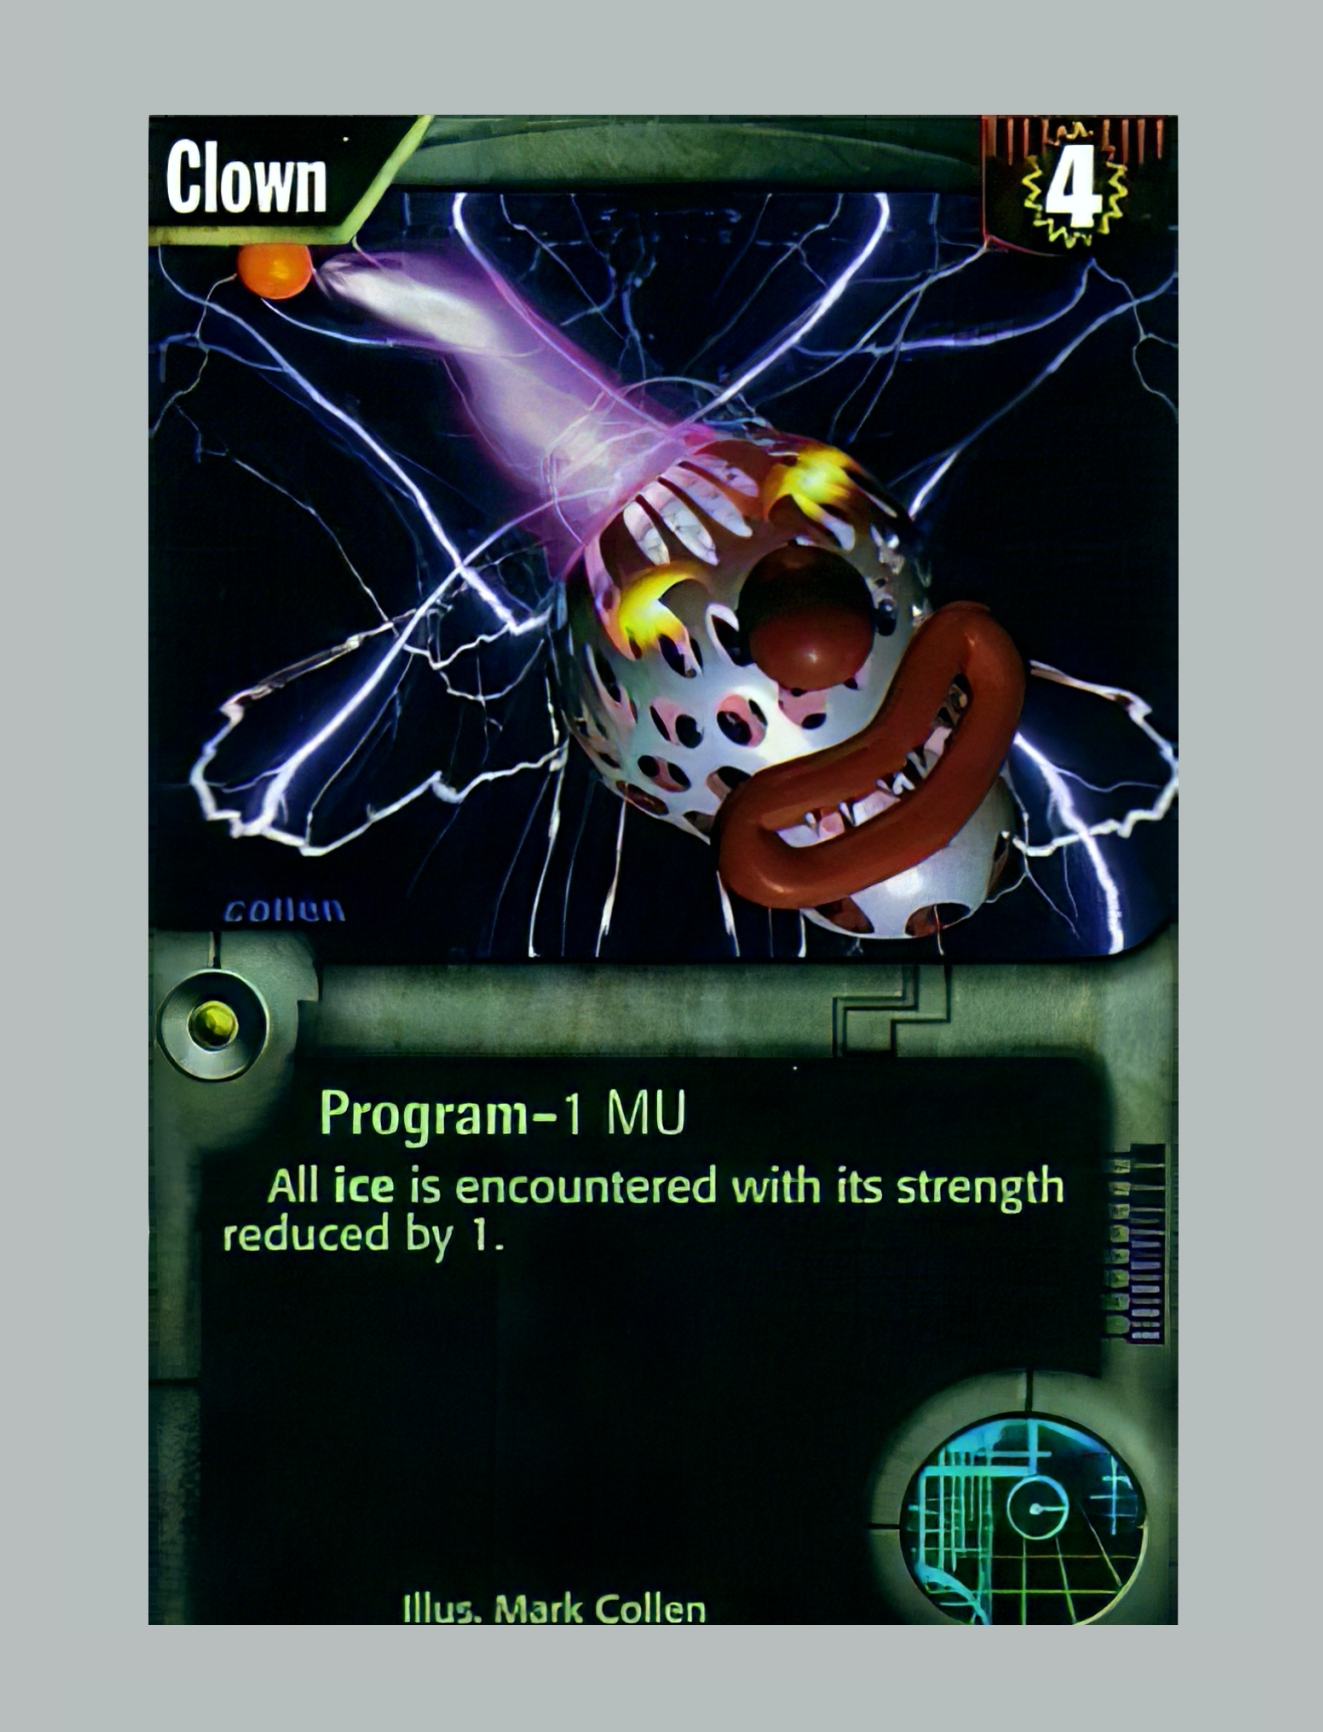 Clown
4
collen
Program–1 MU
All ice is encountered with its strength
reduced by 1.
Illus. Mark Collen